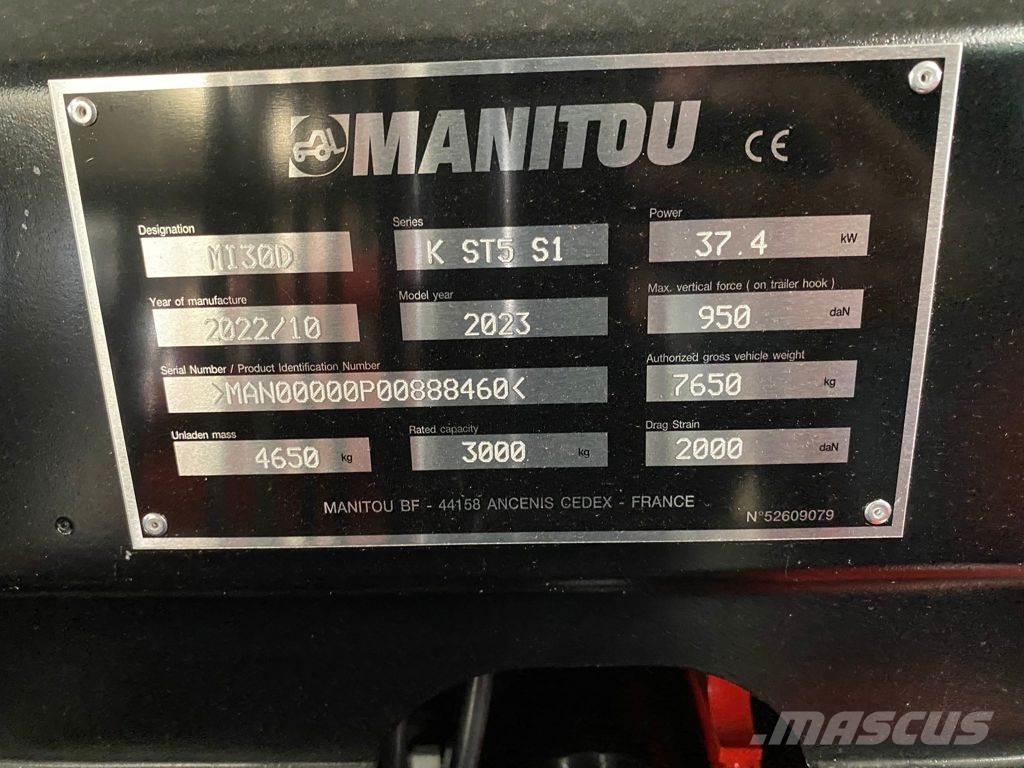 MANITOU CE
Designation Series Power
MI30D K ST5 S1 37.4 kW
Year of manufacture Model year Max. vertical force ( on trailer hook )
2022/10 2023 950 daN
Serial Number / Product Identification Number Authorized gross vehicle weight
>MAN00000P00888460< 7650 kg
Unladen mass Rated capacity Drag Strain
4650 kg 3000 kg 2000 daN
MANITOU BF - 44158 ANCENIS CEDEX - FRANCE
N°52609079
MASCUS